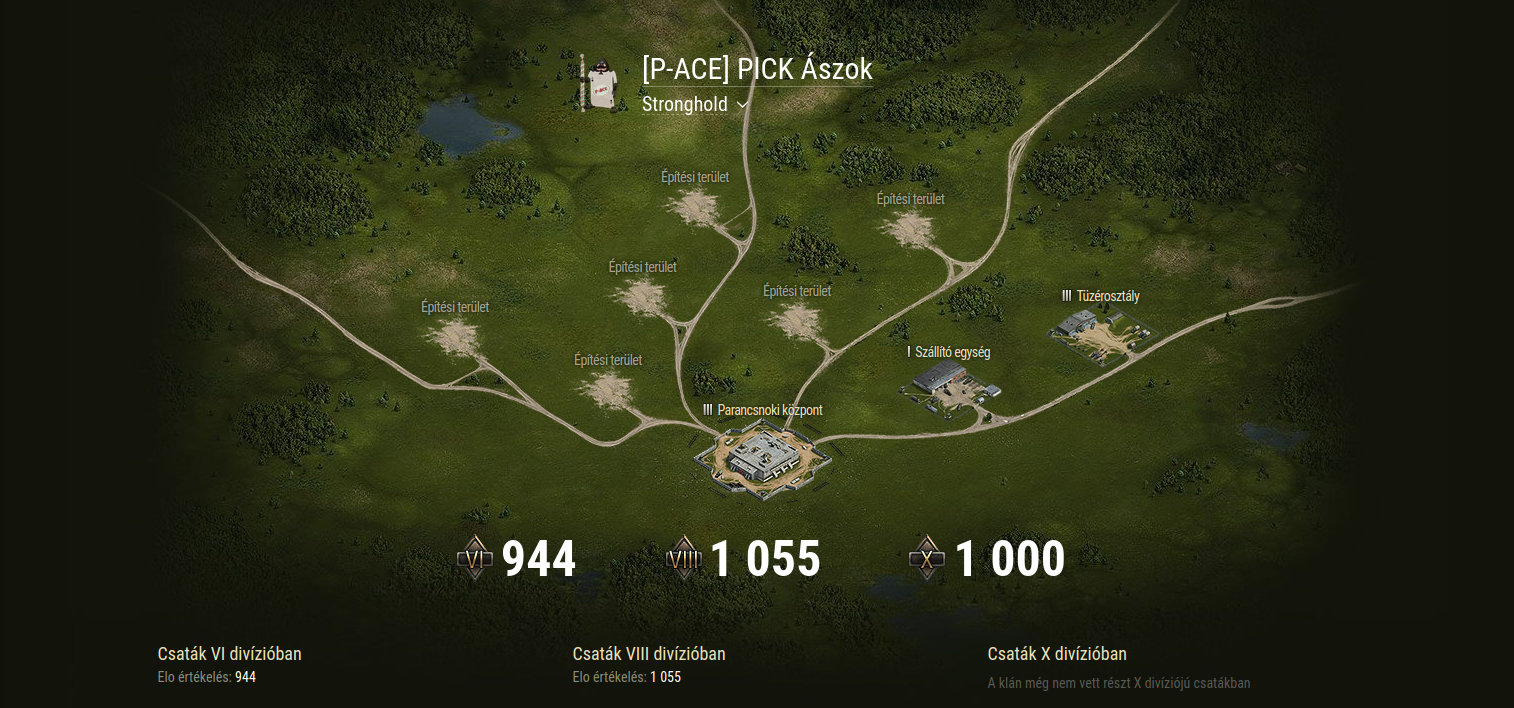 [P-ACE] PICK Ászok
Stronghold
Építési terület
Építési terület
Építési terület
Építési terület
III Tüzérosztály
Építési terület
I Szállító egység
Építési terület
III Parancsnoki központ
VI 944
VIII 1 055
X 1 000
Csaták VI divízióban
Elo értékelés: 944
Csaták VIII divízióban
Elo értékelés: 1 055
Csaták X divízióban
A klán még nem vett részt X divíziójú csatákban